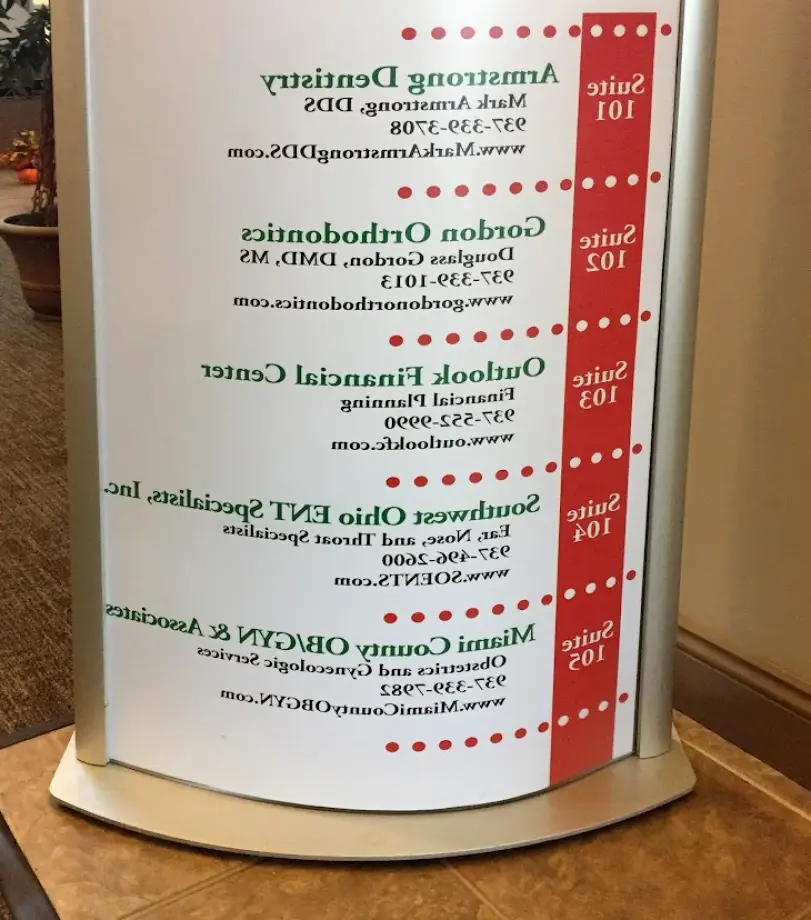 Suite 101
Armstrong Dentistry
Mark Armstrong, DDS
937-339-3708
www.MarkArmstrongDDS.com
Suite 102
Gordon Orthodontics
Douglass Gordon, DMD, MS
937-339-1013
www.gordonorthodontics.com
Suite 103
Outlook Financial Center
Financial Planning
937-552-9990
www.outlookfc.com
Suite 104
Southwest Ohio ENT Specialists, Inc.
Ear, Nose, and Throat Specialists
937-496-2600
www.SOENTS.com
Suite 105
Miami County OB/GYN & Associates
Obstetrics and Gynecologic Services
937-339-7982
www.MiamiCountyOBGYN.com